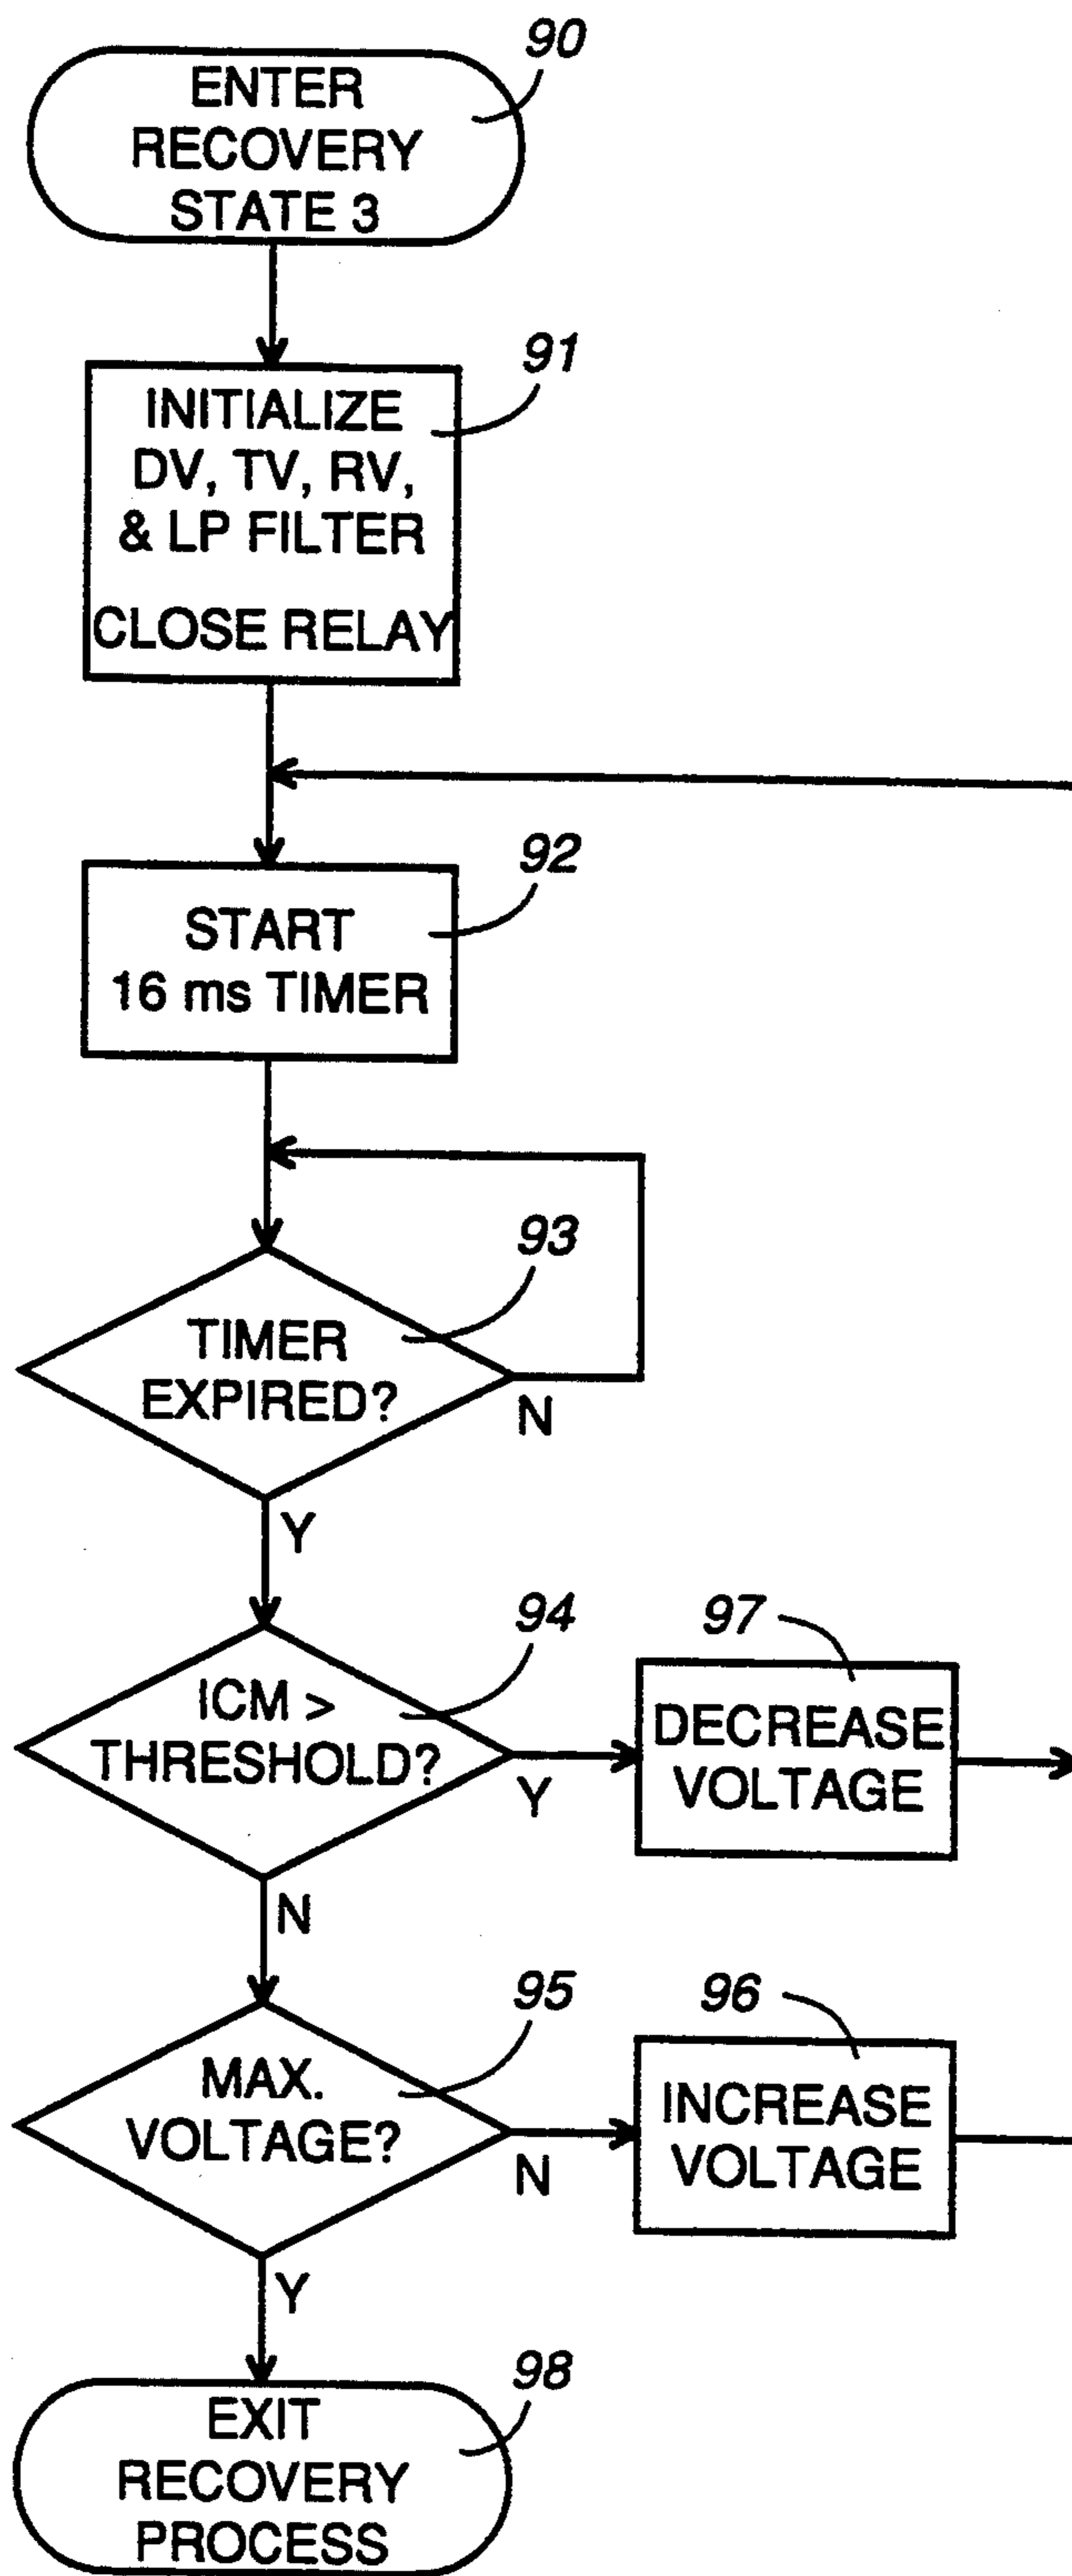 90
ENTER
RECOVERY
STATE 3
91
INITIALIZE
DV, TV, RV,
& LP FILTER
CLOSE RELAY
92
START
16 ms TIMER
93
TIMER
EXPIRED?
N
Y
94
ICM >
THRESHOLD?
Y
N
97
DECREASE
VOLTAGE
95
MAX.
VOLTAGE?
N
Y
96
INCREASE
VOLTAGE
98
EXIT
RECOVERY
PROCESS